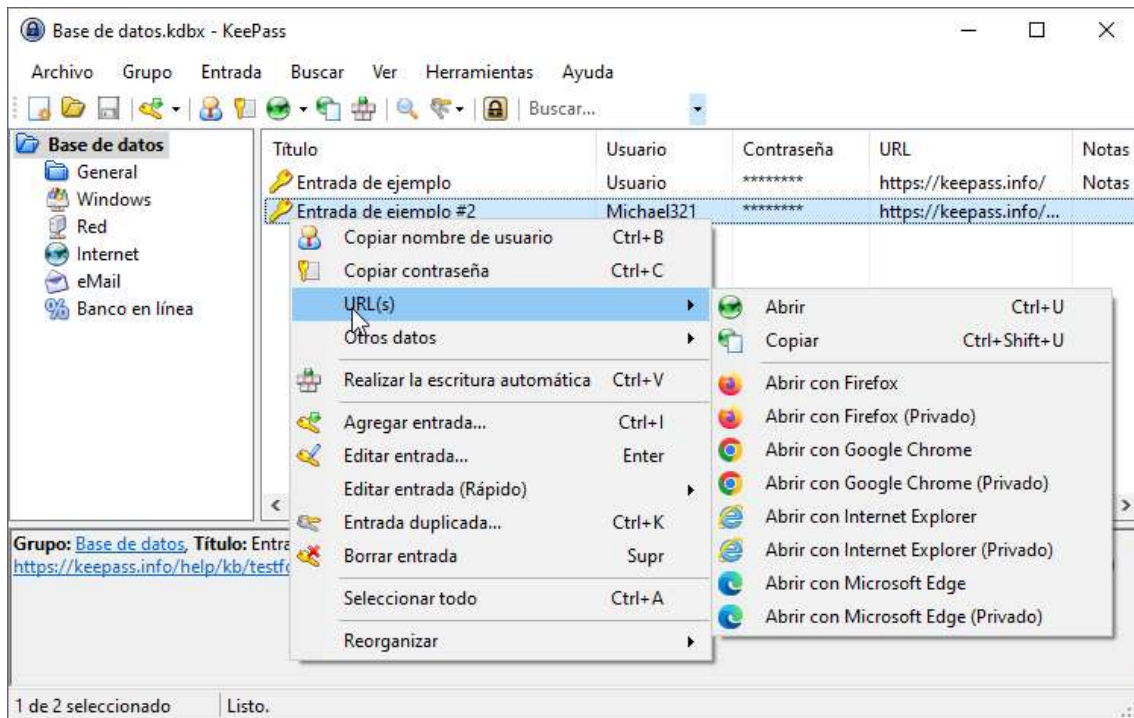 Base de datos.kdbx - KeePass
Archivo Grupo Entrada Buscar Ver Herramientas Ayuda
Buscar...
Base de datos
General
Windows
Red
Internet
eMail
Banco en línea
Título Usuario Contraseña URL Notas
Entrada de ejemplo Usuario ******** https://keepass.info/ Notas
Entrada de ejemplo #2 Michael321 ******** https://keepass.info/...
Copiar nombre de usuario Ctrl+B
Copiar contraseña Ctrl+C
URL(s)
Otros datos
Realizar la escritura automática Ctrl+V
Agregar entrada... Ctrl+I
Editar entrada... Enter
Editar entrada (Rápido)
Entrada duplicada... Ctrl+K
Borrar entrada Supr
Seleccionar todo Ctrl+A
Reorganizar
Abrir Ctrl+U
Copiar Ctrl+Shift+U
Abrir con Firefox
Abrir con Firefox (Privado)
Abrir con Google Chrome
Abrir con Google Chrome (Privado)
Abrir con Internet Explorer
Abrir con Internet Explorer (Privado)
Abrir con Microsoft Edge
Abrir con Microsoft Edge (Privado)
Grupo: Base de datos, Título: Entra
https://keepass.info/help/kb/testfo
1 de 2 seleccionado Listo.